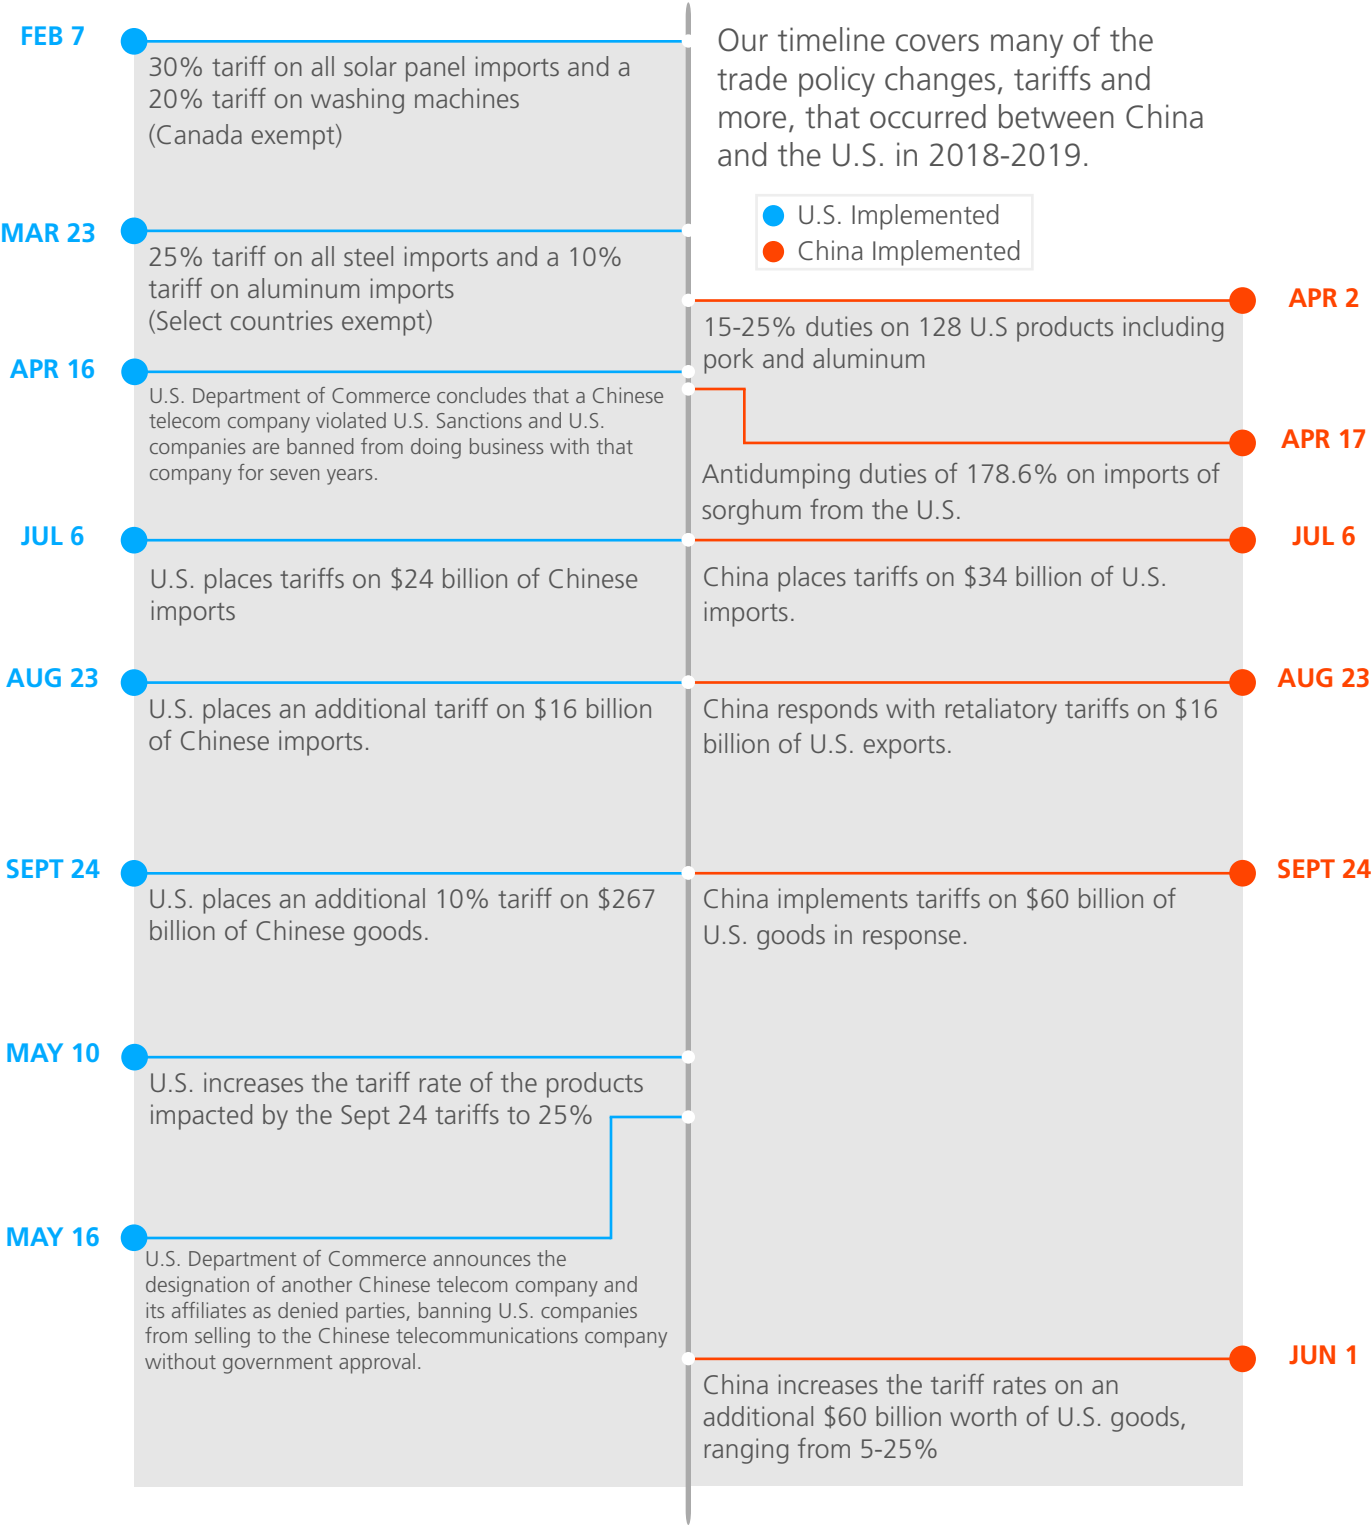 FEB 7
30% tariff on all solar panel imports and a
20% tariff on washing machines
(Canada exempt)
Our timeline covers many of the
trade policy changes, tariffs and
more, that occurred between China
and the U.S. in 2018-2019.
U.S. Implemented
China Implemented
MAR 23
25% tariff on all steel imports and a 10%
tariff on aluminum imports
(Select countries exempt)
APR 2
15-25% duties on 128 U.S products including
pork and aluminum
APR 16
U.S. Department of Commerce concludes that a Chinese
telecom company violated U.S. Sanctions and U.S.
companies are banned from doing business with that
company for seven years.
APR 17
Antidumping duties of 178.6% on imports of
sorghum from the U.S.
JUL 6
U.S. places tariffs on $24 billion of Chinese
imports
JUL 6
China places tariffs on $34 billion of U.S.
imports.
AUG 23
U.S. places an additional tariff on $16 billion
of Chinese imports.
AUG 23
China responds with retaliatory tariffs on $16
billion of U.S. exports.
SEPT 24
U.S. places an additional 10% tariff on $267
billion of Chinese goods.
SEPT 24
China implements tariffs on $60 billion of
U.S. goods in response.
MAY 10
U.S. increases the tariff rate of the products
impacted by the Sept 24 tariffs to 25%
MAY 16
U.S. Department of Commerce announces the
designation of another Chinese telecom company and
its affiliates as denied parties, banning U.S. companies
from selling to the Chinese telecommunications company
without government approval.
JUN 1
China increases the tariff rates on an
additional $60 billion worth of U.S. goods,
ranging from 5-25%